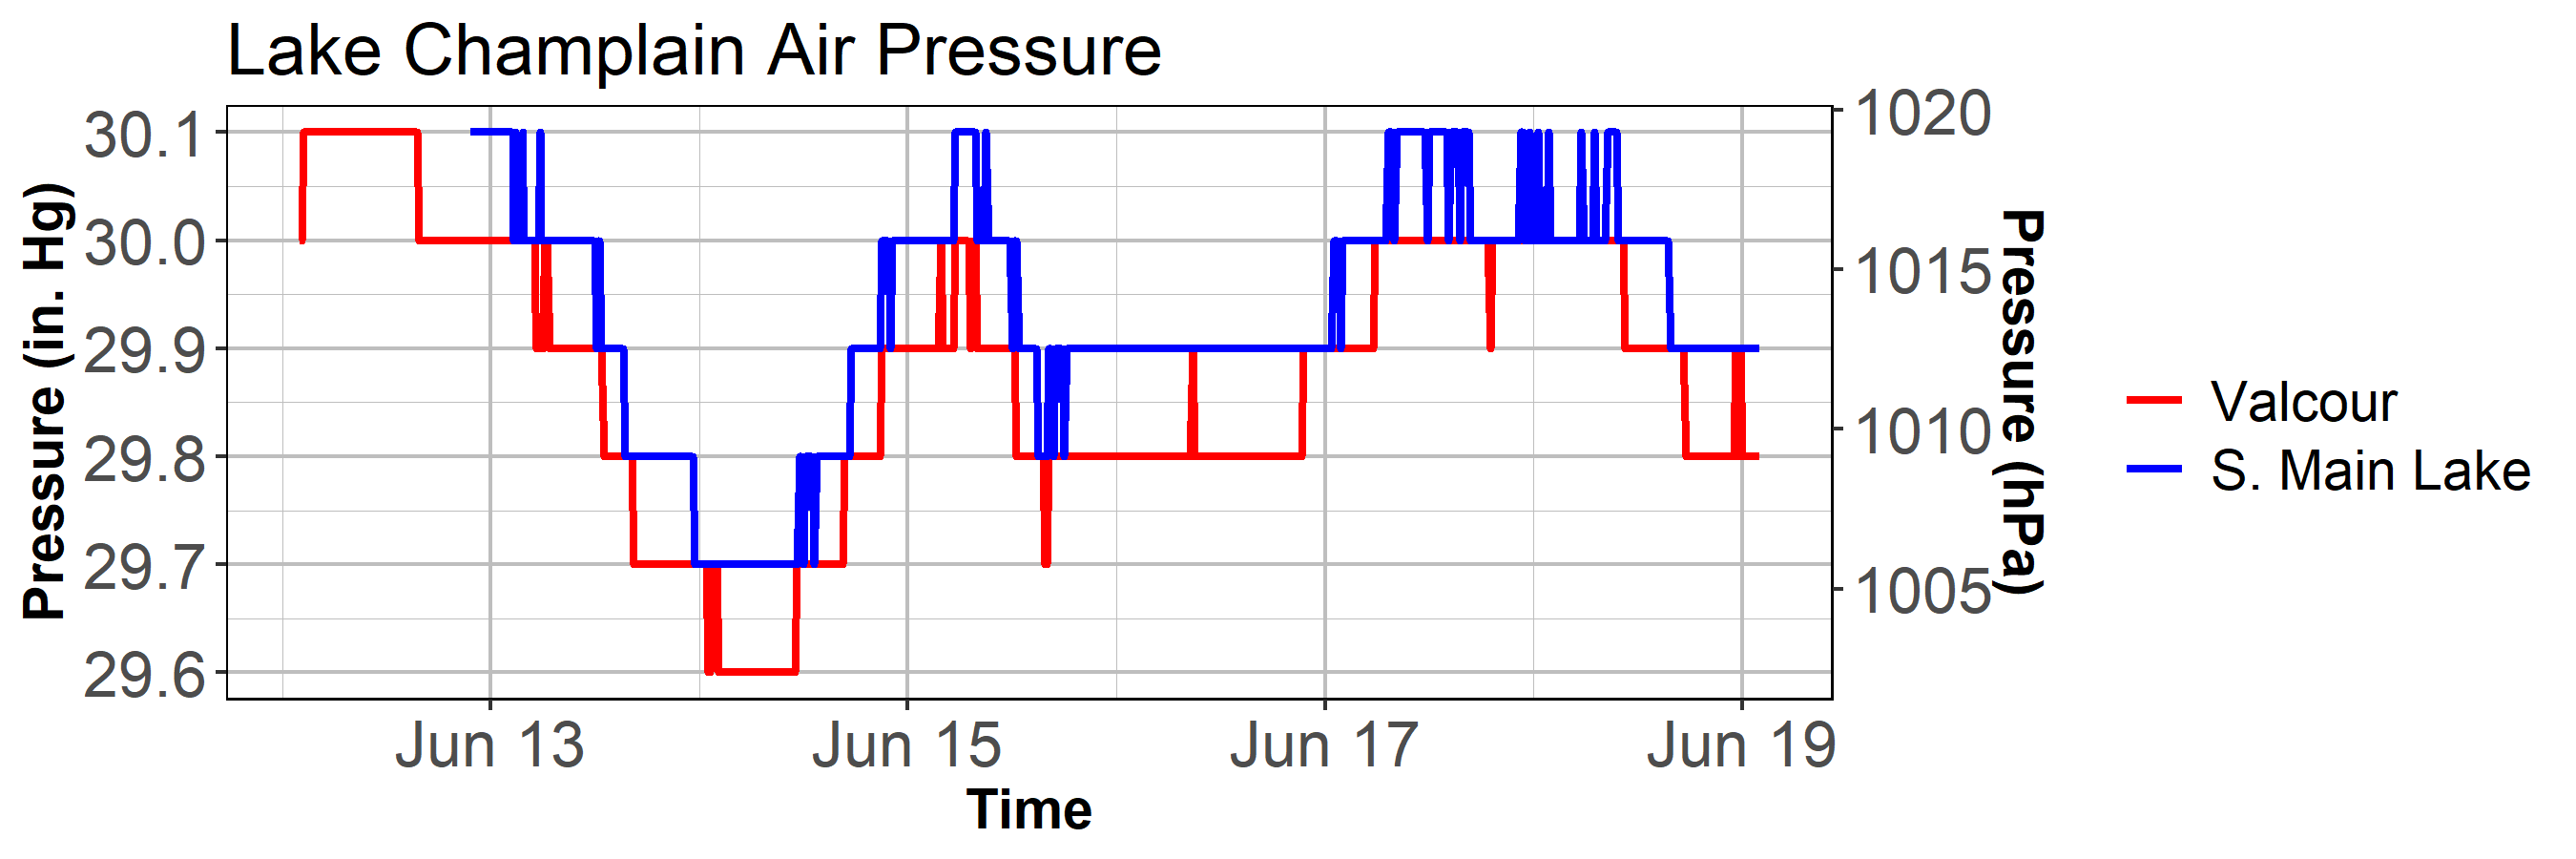 Lake Champlain Air Pressure
Pressure (in. Hg)
30.1
30.0
29.9
29.8
29.7
29.6
1020
1015
1010
1005
Pressure (hPa)
Jun 13 Jun 15 Jun 17 Jun 19
Time
Valcour
S. Main Lake